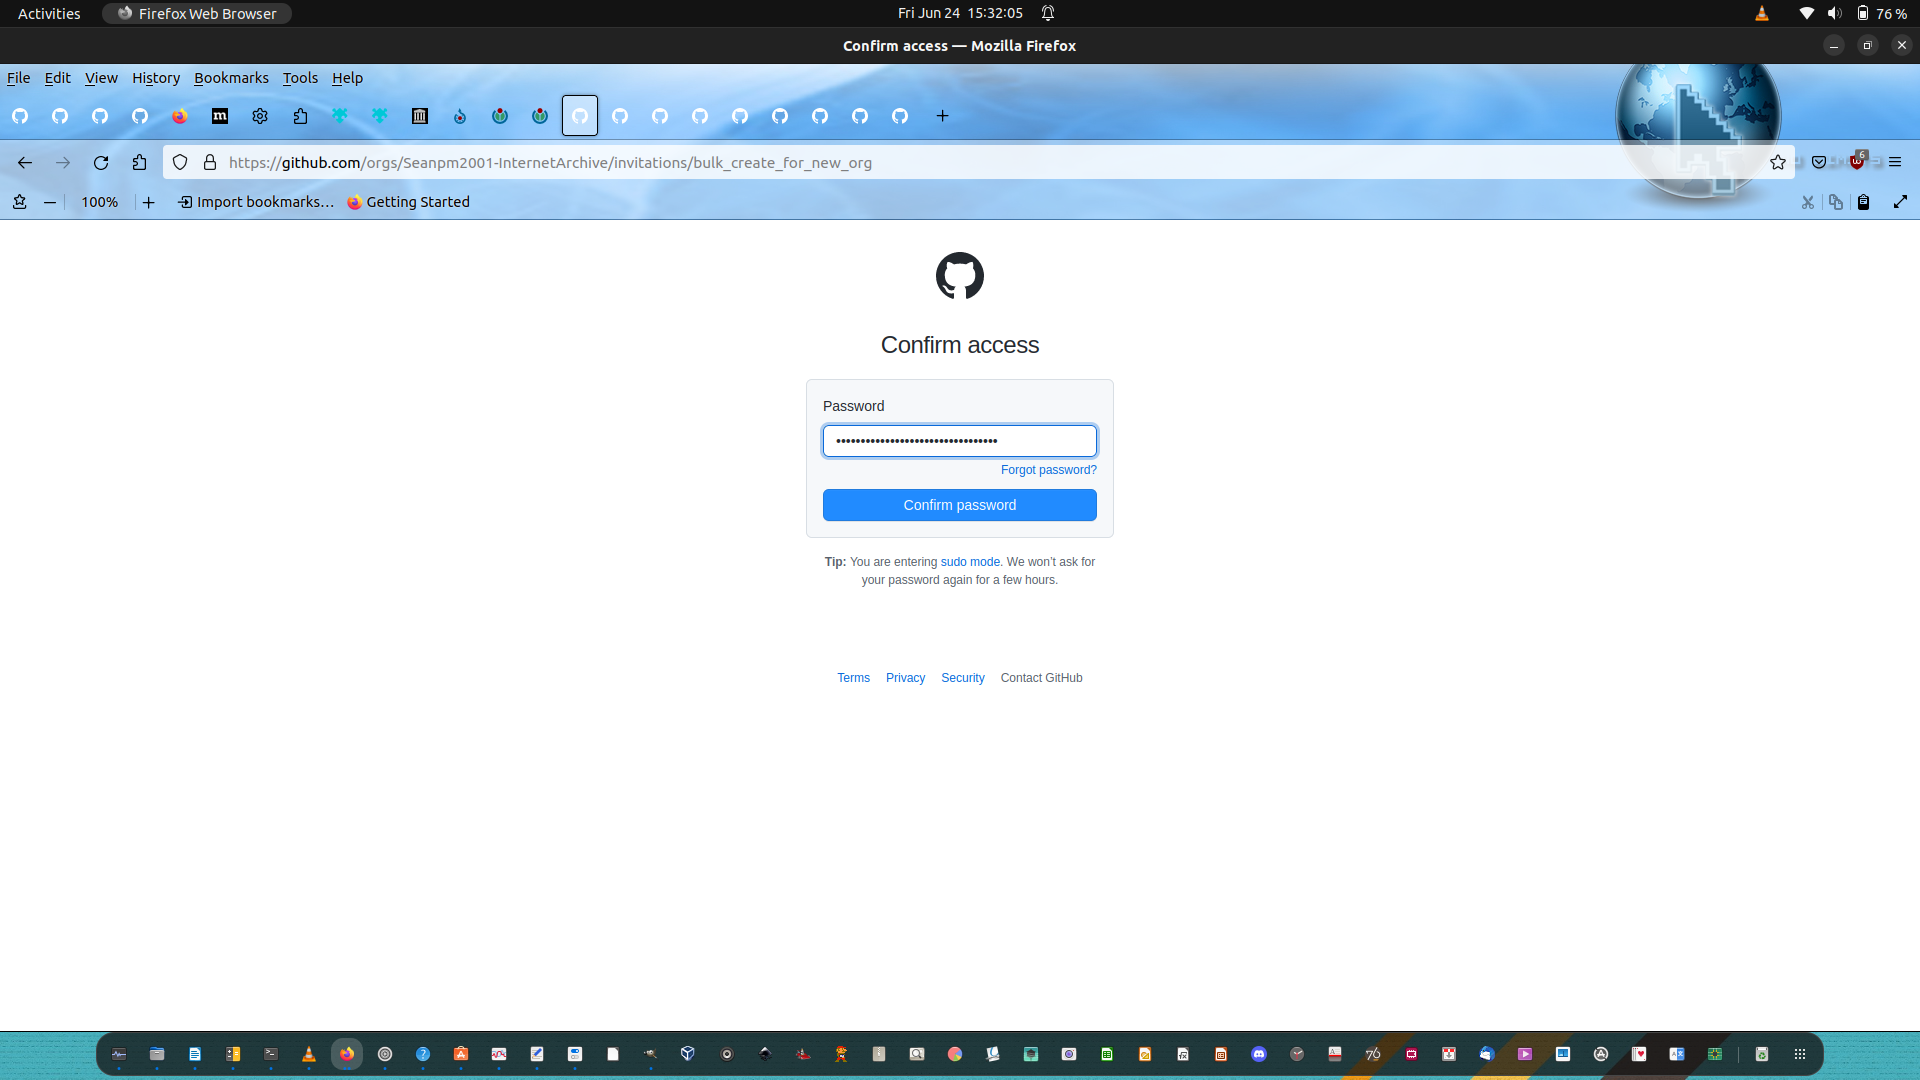 Activities Firefox Web Browser Fri Jun 24 15:32:05 76 %
Confirm access — Mozilla Firefox
File Edit View History Bookmarks Tools Help
https://github.com/orgs/Seanpm2001-InternetArchive/invitations/bulk_create_for_new_org 6
100% Import bookmarks... Getting Started
Confirm access
Password
•••••••••••••••••••••••••••••••••
Forgot password?
Confirm password
Tip: You are entering sudo mode. We won't ask for
your password again for a few hours.
Terms Privacy Security Contact GitHub